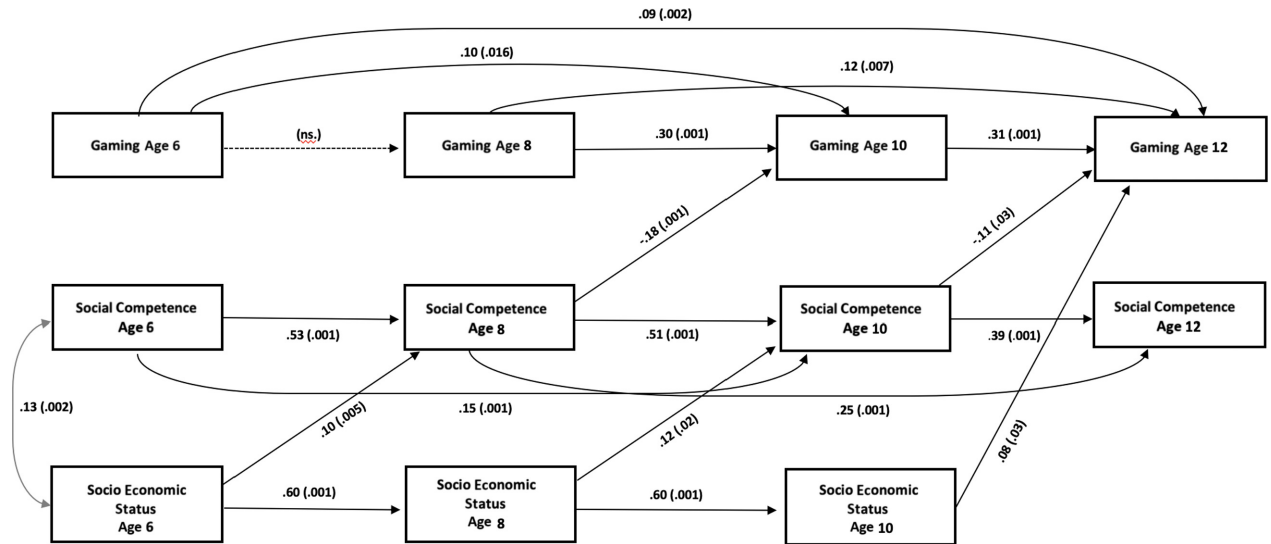 .09 (.002)
.10 (.016)
.12 (.007)
Gaming Age 6
(ns.)
Gaming Age 8
.30 (.001)
Gaming Age 10
.31 (.001)
Gaming Age 12
-.18 (.001)
-.11 (.03)
Social Competence
Age 6
.53 (.001)
Social Competence
Age 8
.51 (.001)
Social Competence
Age 10
.39 (.001)
Social Competence
Age 12
.13 (.002)
.10 (.005)
.15 (.001)
.12 (.02)
.25 (.001)
.08 (.03)
Socio Economic
Status
Age 6
.60 (.001)
Socio Economic
Status
Age 8
.60 (.001)
Socio Economic
Status
Age 10